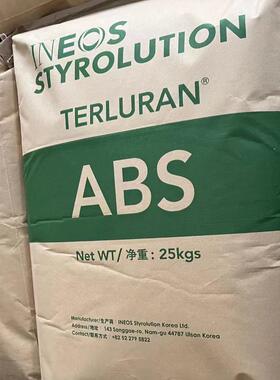 INEOS
STYROLUTION
TERLURAN®
ABS
Net WT/净重: 25kgs
Manufacturer/生产商: INEOS Styrolution Korea Ltd.
Address/地址: 143 Sanggae-ro, Nam-gu 44787 Ulsan Korea
Contact/联系方式: +82 52 279 5822